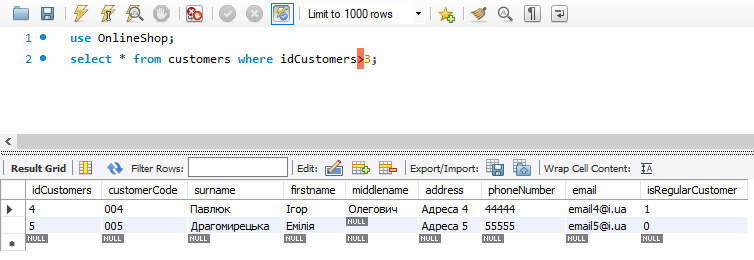 Limit to 1000 rows
1 use OnlineShop;
2 select * from customers where idCustomers>3;
Result Grid Filter Rows: Edit: Export/Import: Wrap Cell Content:
idCustomers customerCode surname firstname middlename address phoneNumber email isRegularCustomer
4 004 Павлюк Ігор Олегович Адреса 4 44444 email4@i.ua 1
5 005 Драгомирецька Емілія NULL Адреса 5 55555 email5@i.ua 0
NULL NULL NULL NULL NULL NULL NULL NULL NULL